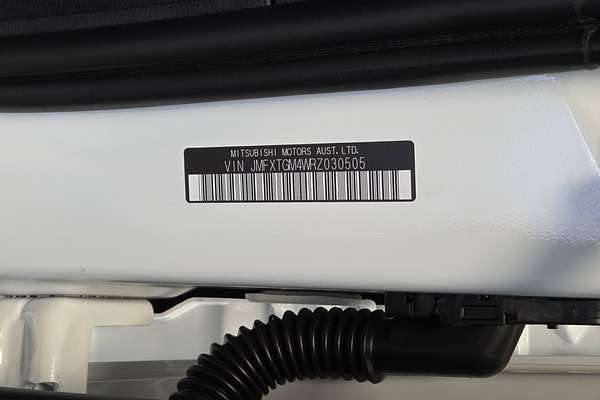 MITSUBISHI MOTORS AUST.LTD.
VIN JMFXTGM4WRZ030505